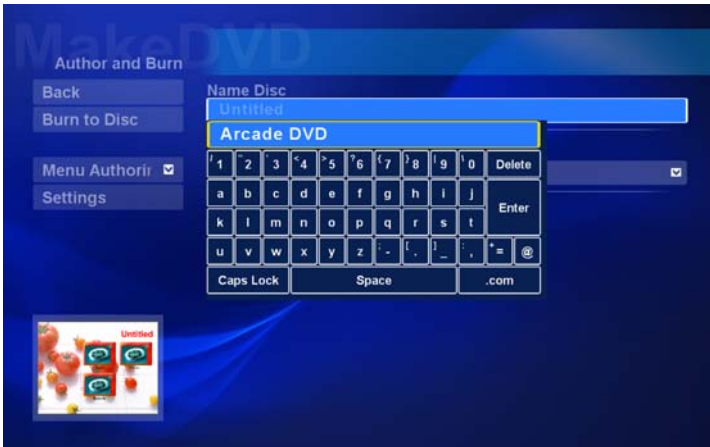 MakeDVD
Author and Burn
Back
Burn to Disc
Menu Authorin
Settings
Name Disc
Untitled
Arcade DVD
1 2 3 4 5 6 7 8 9 0 Delete
a b c d e f g h i j
Enter
k l m n o p q r s t
u v w x y z - . _ , = @
Caps Lock Space .com
Untitled